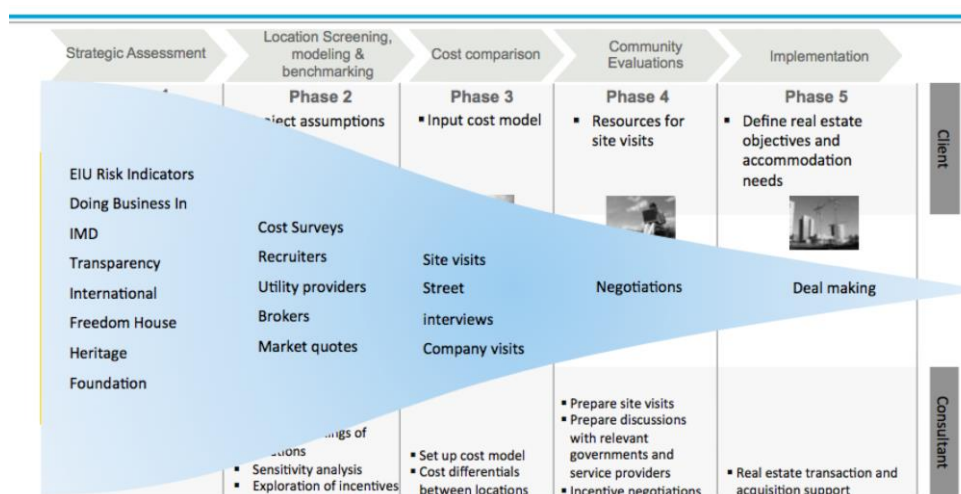 Strategic Assessment
Location Screening,
modeling &
benchmarking
Cost comparison
Community
Evaluations
Implementation
Phase 2
Phase 3
Phase 4
Phase 5
assumptions
▪ Input cost model
▪ Resources for
site visits
▪ Define real estate
objectives and
accommodation
needs
Client
EIU Risk Indicators
Doing Business In
IMD
Transparency
International
Freedom House
Heritage
Foundation
Cost Surveys
Recruiters
Utility providers
Brokers
Market quotes
Site visits
Street
interviews
Company visits
Negotiations
Deal making
of
▪ Sensitivity analysis
▪ Exploration of incentives
▪ Set up cost model
▪ Cost differentials
between locations
▪ Prepare site visits
▪ Prepare discussions
with relevant
governments and
service providers
▪ Incentive negotiations
▪ Real estate transaction and
acquisition support
Consultant